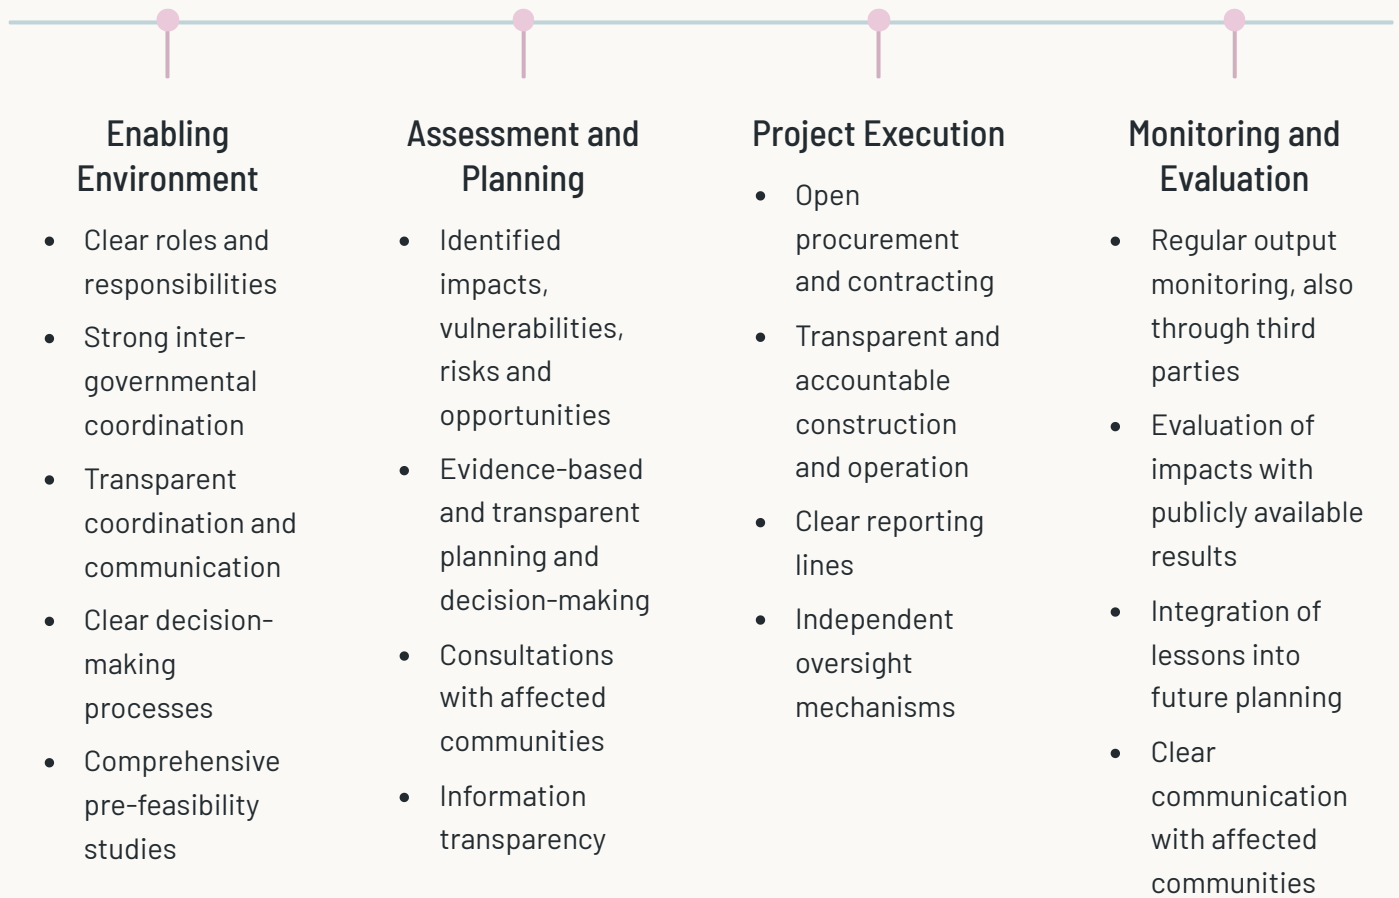 Enabling
Environment
• Clear roles and
responsibilities
• Strong inter-
governmental
coordination
• Transparent
coordination and
communication
• Clear decision-
making
processes
• Comprehensive
pre-feasibility
studies
Assessment and
Planning
• Identified
impacts,
vulnerabilities,
risks and
opportunities
• Evidence-based
and transparent
planning and
decision-making
• Consultations
with affected
communities
• Information
transparency
Project Execution
• Open
procurement
and contracting
• Transparent and
accountable
construction
and operation
• Clear reporting
lines
• Independent
oversight
mechanisms
Monitoring and
Evaluation
• Regular output
monitoring, also
through third
parties
• Evaluation of
impacts with
publicly available
results
• Integration of
lessons into
future planning
• Clear
communication
with affected
communities